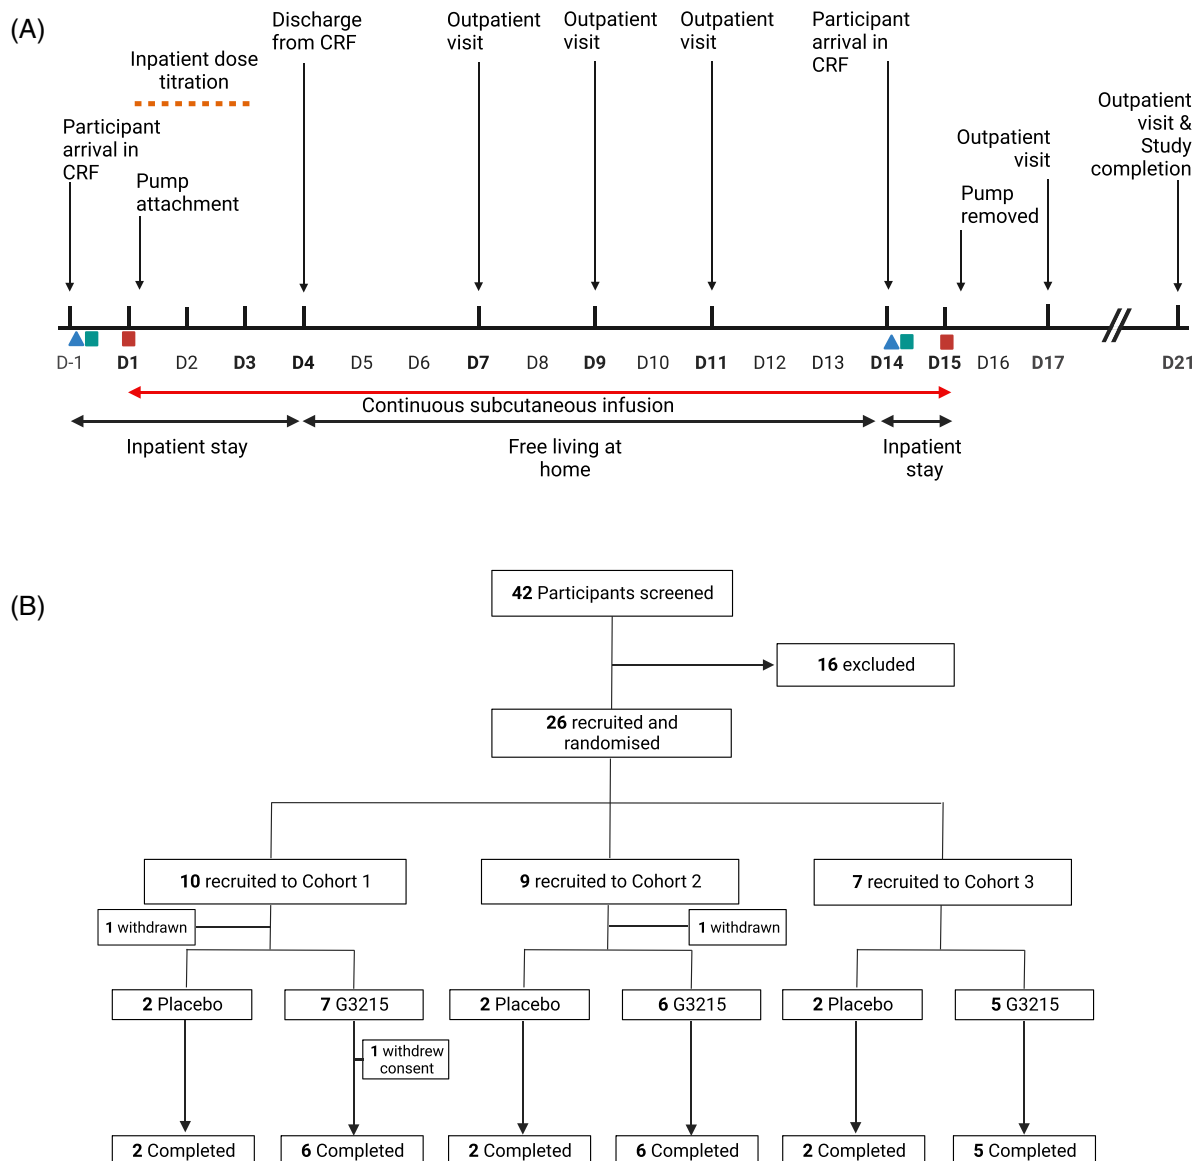 (A)
Discharge
from CRF
Outpatient
visit
Outpatient
visit
Outpatient
visit
Participant
arrival in
CRF
Inpatient dose
titration
Participant
arrival in
CRF
Pump
attachment
Outpatient
visit &
Study
completion
Outpatient
visit
Pump
removed
D-1 D1 D2 D3 D4 D5 D6 D7 D8 D9 D10 D11 D12 D13 D14 D15 D16 D17 D21
Continuous subcutaneous infusion
Inpatient stay
Free living at
home
Inpatient
stay
(B)
42 Participants screened
16 excluded
26 recruited and
randomised
10 recruited to Cohort 1
9 recruited to Cohort 2
7 recruited to Cohort 3
1 withdrawn
1 withdrawn
2 Placebo
7 G3215
2 Placebo
6 G3215
2 Placebo
5 G3215
1 withdrew
consent
2 Completed
6 Completed
2 Completed
6 Completed
2 Completed
5 Completed